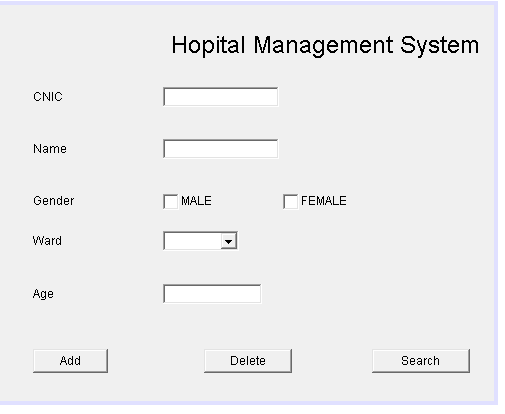 Hopital Management System
CNIC
Name
Gender MALE FEMALE
Ward
Age
Add Delete Search